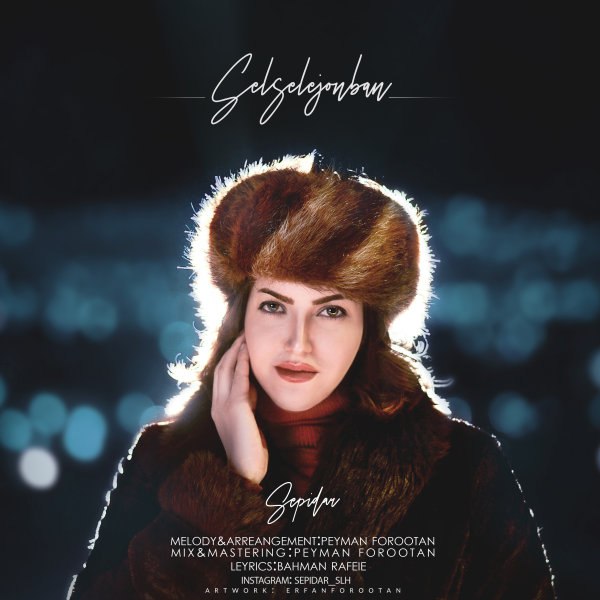 Selselejonban
Sepidar
MELODY&ARREANGEMENT:PEYMAN FOROOTAN
MIX&MASTERING:PEYMAN FOROOTAN
LEYRICS:BAHMAN RAFEIE
INSTAGRAM: SEPIDAR_SLH
ARTWORK: ERFANFOROOTAN